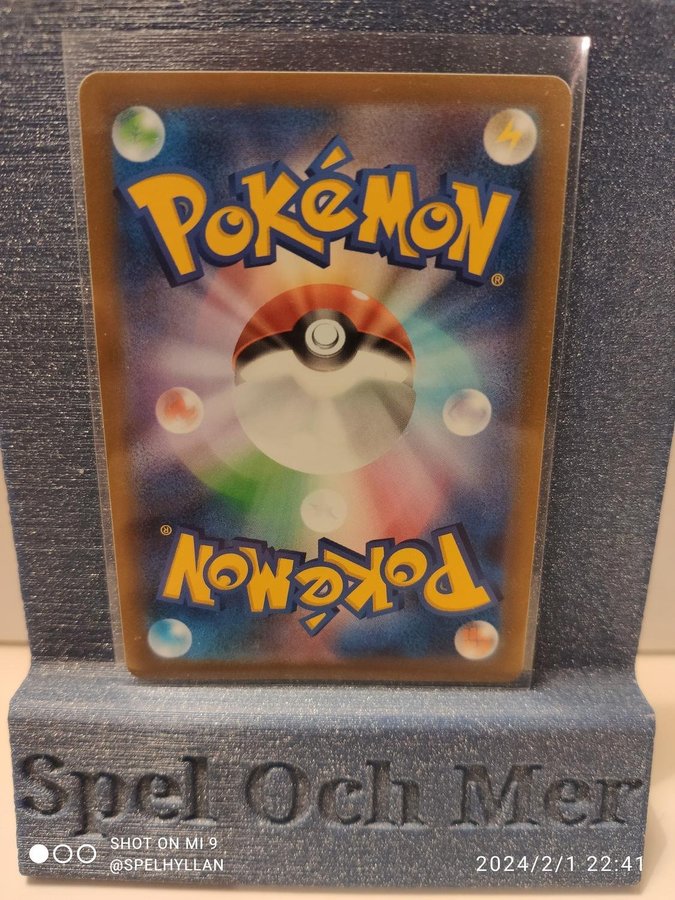 POKéMON
®
®
POKéMON
Spel Och Mer
SHOT ON MI 9
@SPELHYLLAN
2024/2/1 22:41